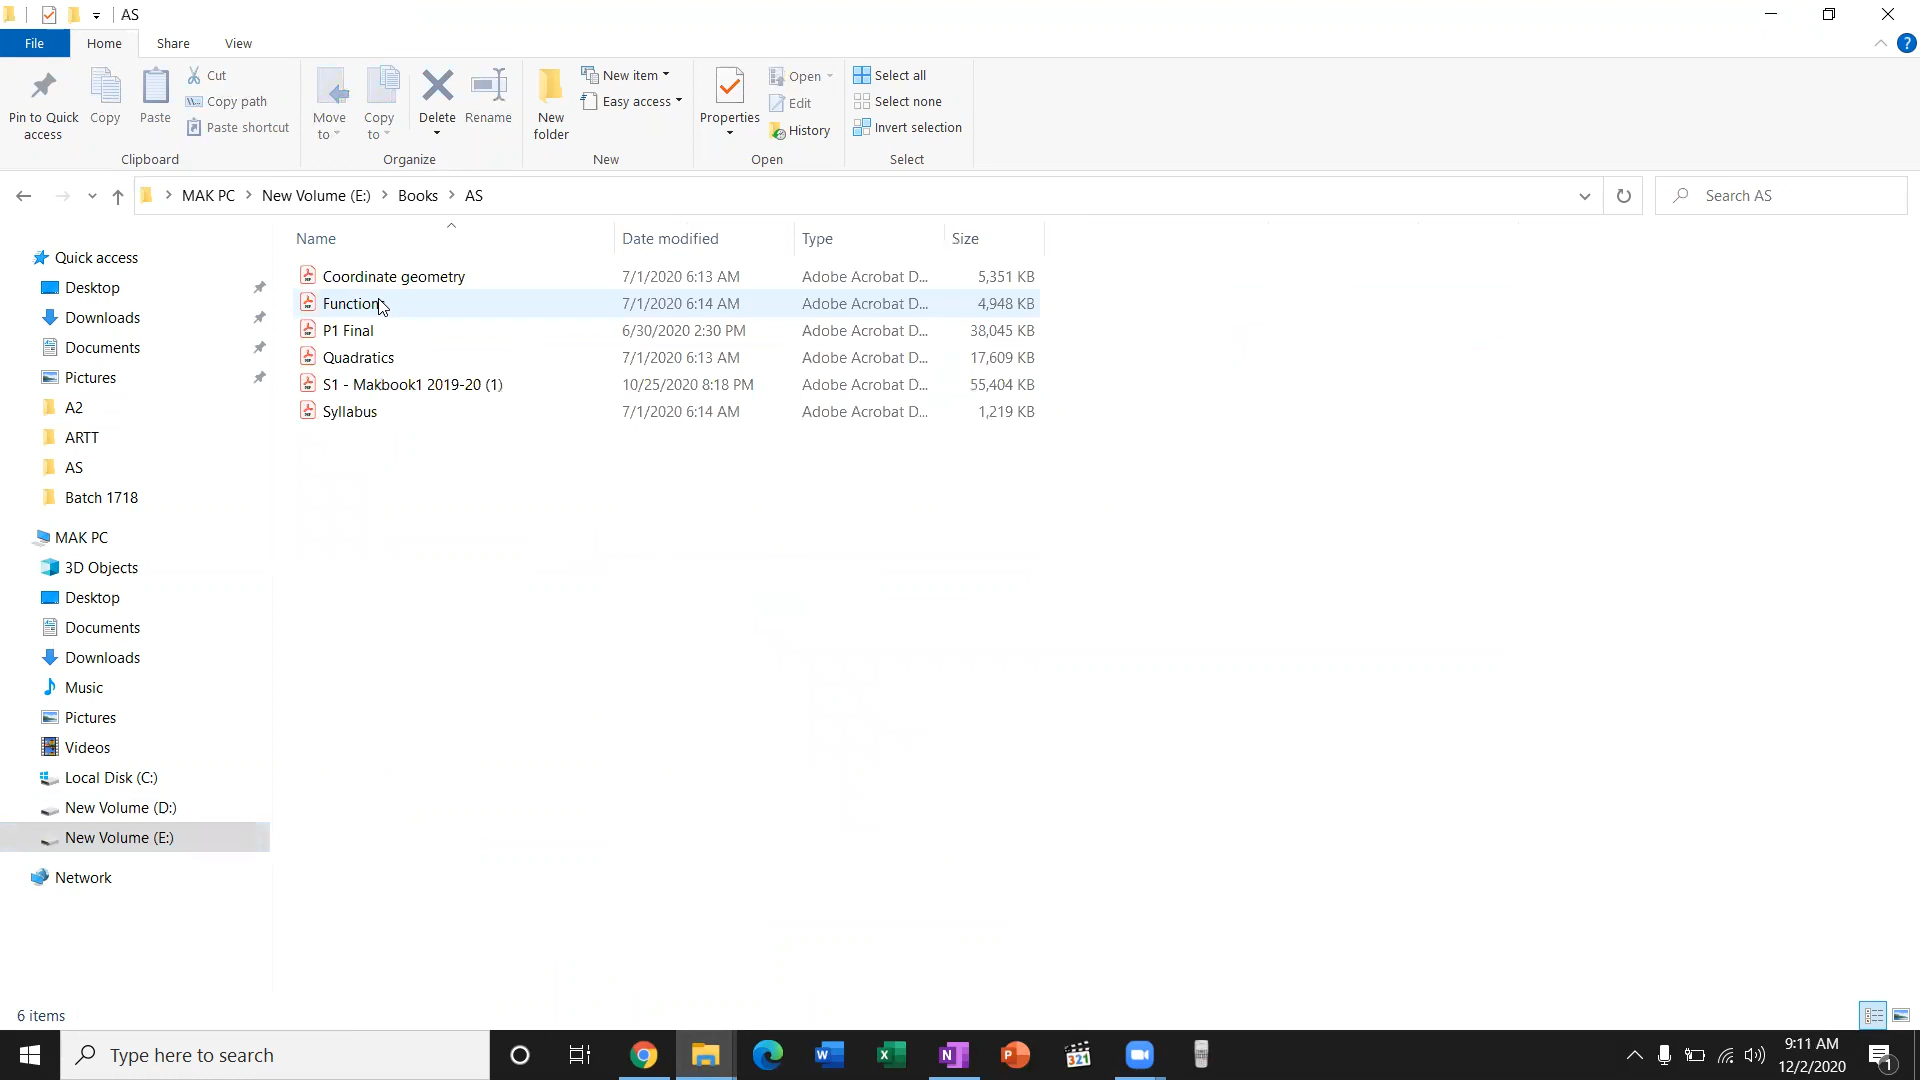 AS
File Home Share View
Pin to Quick access
Copy
Paste
Cut
Copy path
Paste shortcut
Clipboard
Move to
Copy to
Delete
Rename
Organize
New folder
New item
Easy access
New
Properties
Open
Edit
History
Open
Select all
Select none
Invert selection
Select
MAK PC New Volume (E:) Books AS
Search AS
Name Date modified Type Size
Coordinate geometry 7/1/2020 6:13 AM Adobe Acrobat D... 5,351 KB
Function 7/1/2020 6:14 AM Adobe Acrobat D... 4,948 KB
P1 Final 6/30/2020 2:30 PM Adobe Acrobat D... 38,045 KB
Quadratics 7/1/2020 6:13 AM Adobe Acrobat D... 17,609 KB
S1 - Makbook1 2019-20 (1) 10/25/2020 8:18 PM Adobe Acrobat D... 55,404 KB
Syllabus 7/1/2020 6:14 AM Adobe Acrobat D... 1,219 KB
Quick access
Desktop
Downloads
Documents
Pictures
A2
ARTT
AS
Batch 1718
MAK PC
3D Objects
Desktop
Documents
Downloads
Music
Pictures
Videos
Local Disk (C:)
New Volume (D:)
New Volume (E:)
Network
6 items
Type here to search
321
9:11 AM
12/2/2020
1